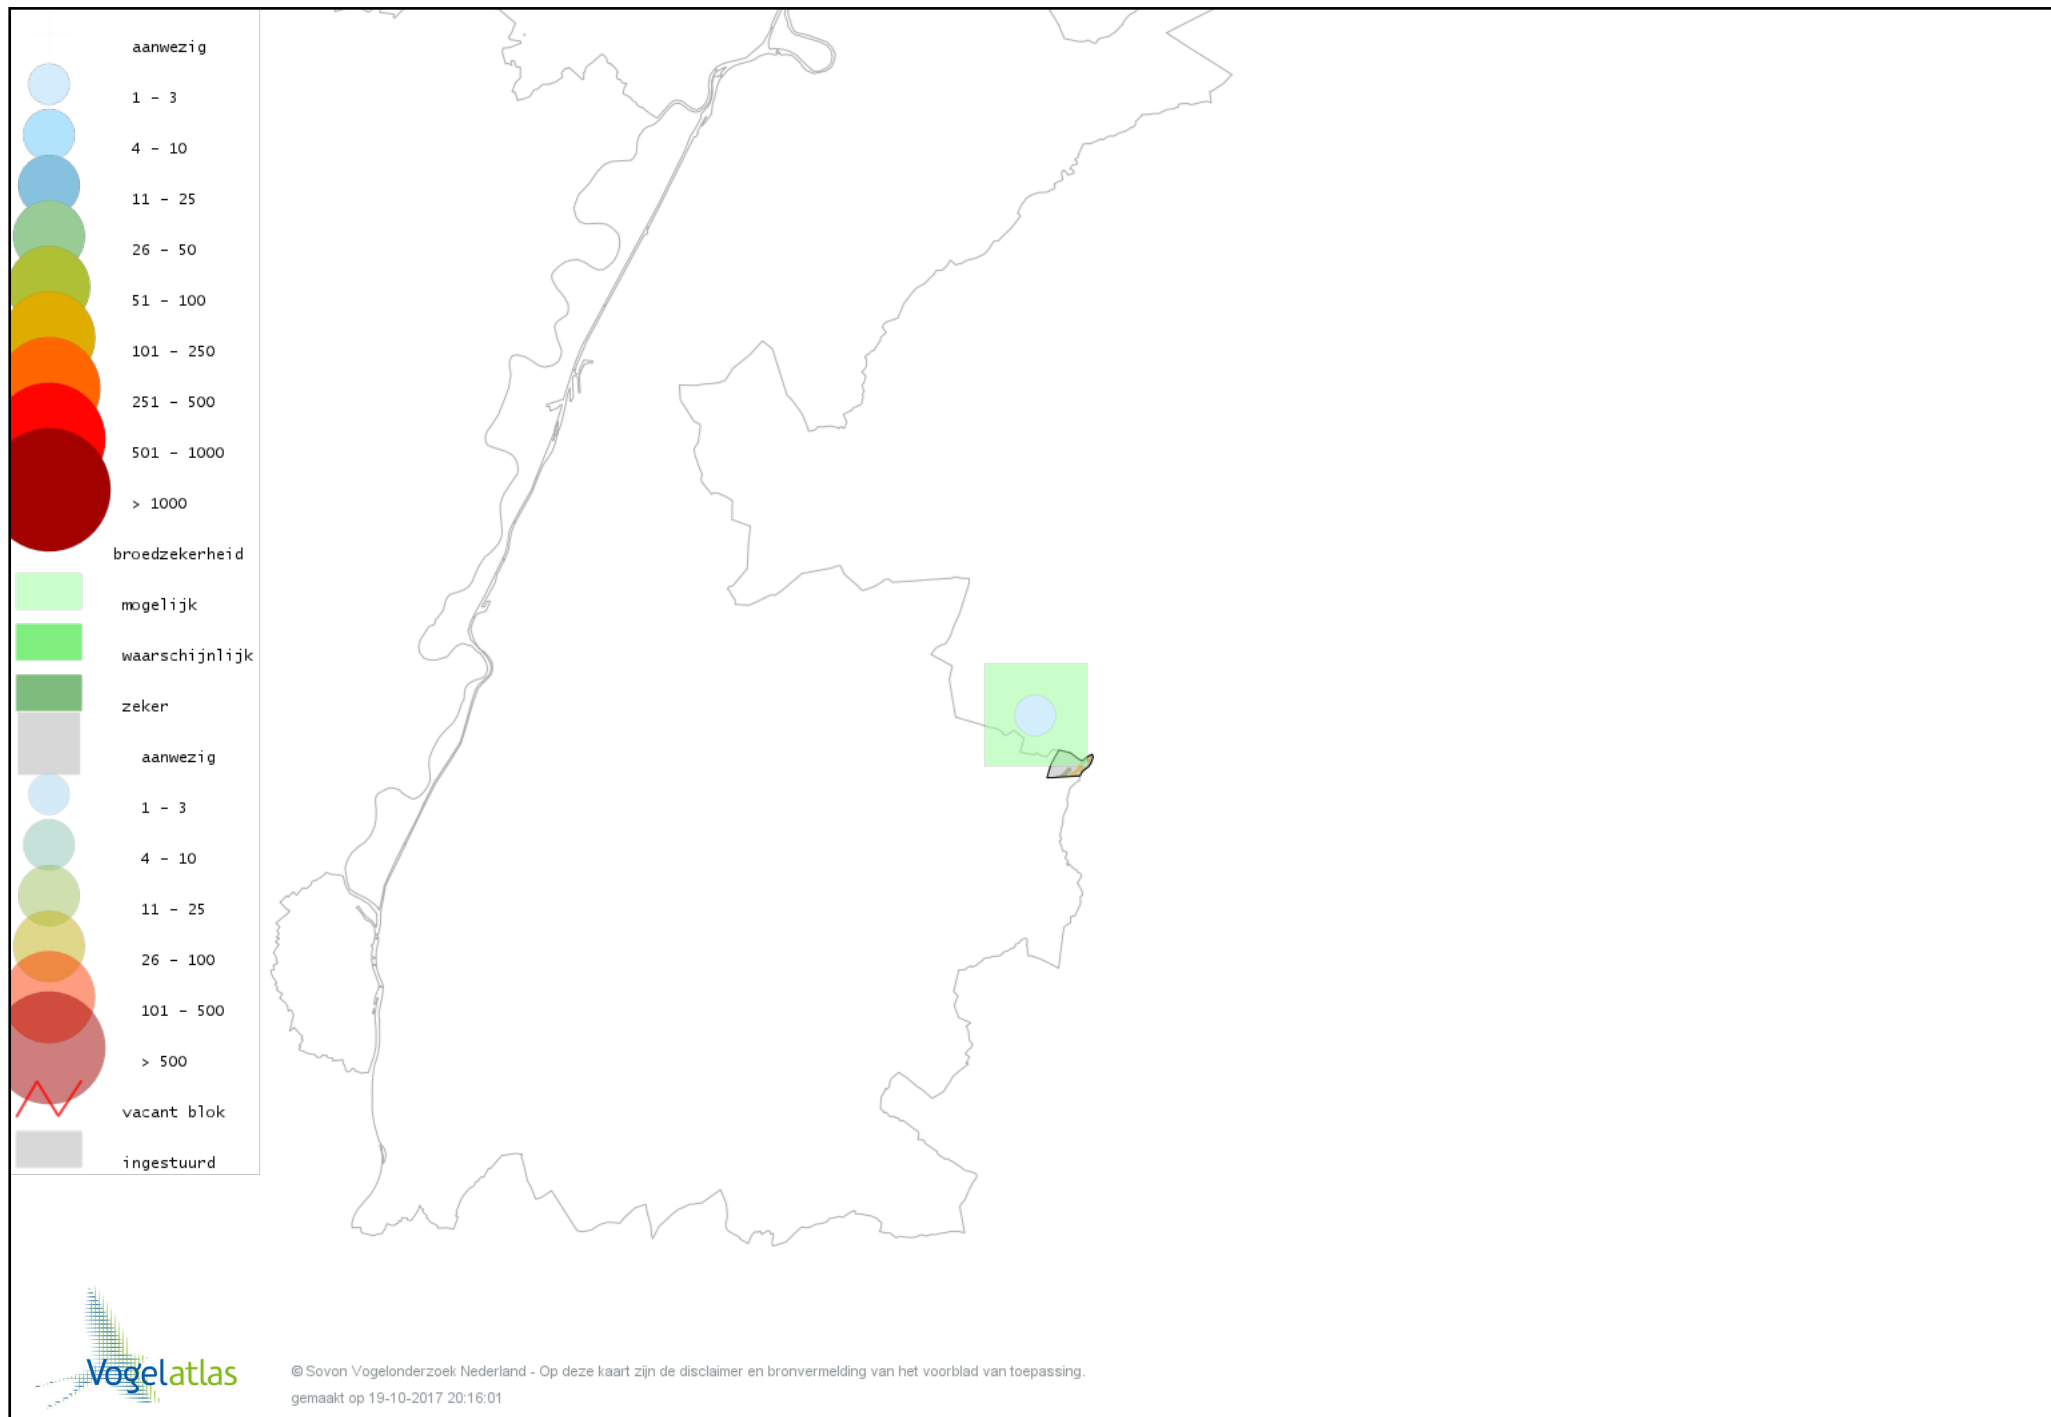 aanwezig
1 - 3
4 - 10
11 - 25
26 - 50
51 - 100
101 - 250
251 - 500
501 - 1000
> 1000
broedzekerheid
mogelijk
waarschijnlijk
zeker
aanwezig
1 - 3
4 - 10
11 - 25
26 - 100
101 - 500
> 500
vacant blok
ingestuurd
Vogelatlas
© Sovon Vogelonderzoek Nederland - Op deze kaart zijn de disclaimer en bronvermelding van het voorblad van toepassing.
gemaakt op 19-10-2017 20:16:01